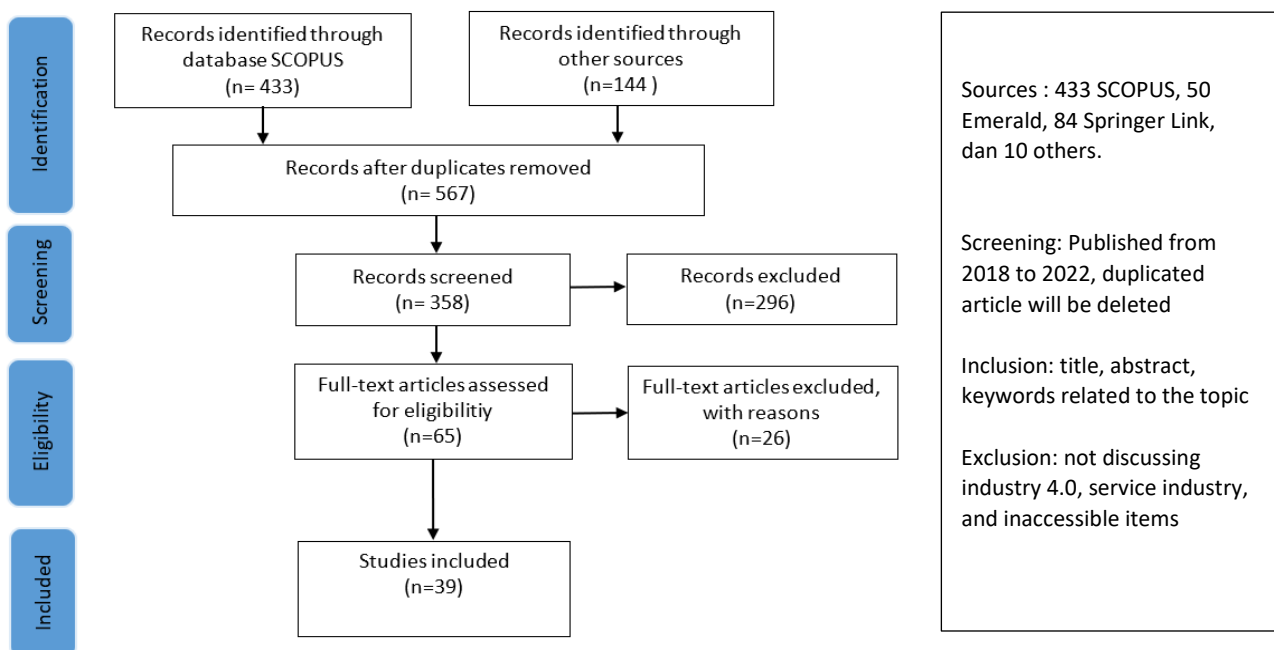 Identification
Records identified through
database SCOPUS
(n= 433)
Records identified through
other sources
(n=144 )
Records after duplicates removed
(n= 567)
Screening
Records screened
(n= 358)
Records excluded
(n=296)
Eligibility
Full-text articles assessed
for eligibilitiy
(n=65)
Full-text articles excluded,
with reasons
(n=26)
Included
Studies included
(n=39)
Sources : 433 SCOPUS, 50
Emerald, 84 Springer Link,
dan 10 others.
Screening: Published from
2018 to 2022, duplicated
article will be deleted
Inclusion: title, abstract,
keywords related to the topic
Exclusion: not discussing
industry 4.0, service industry,
and inaccessible items